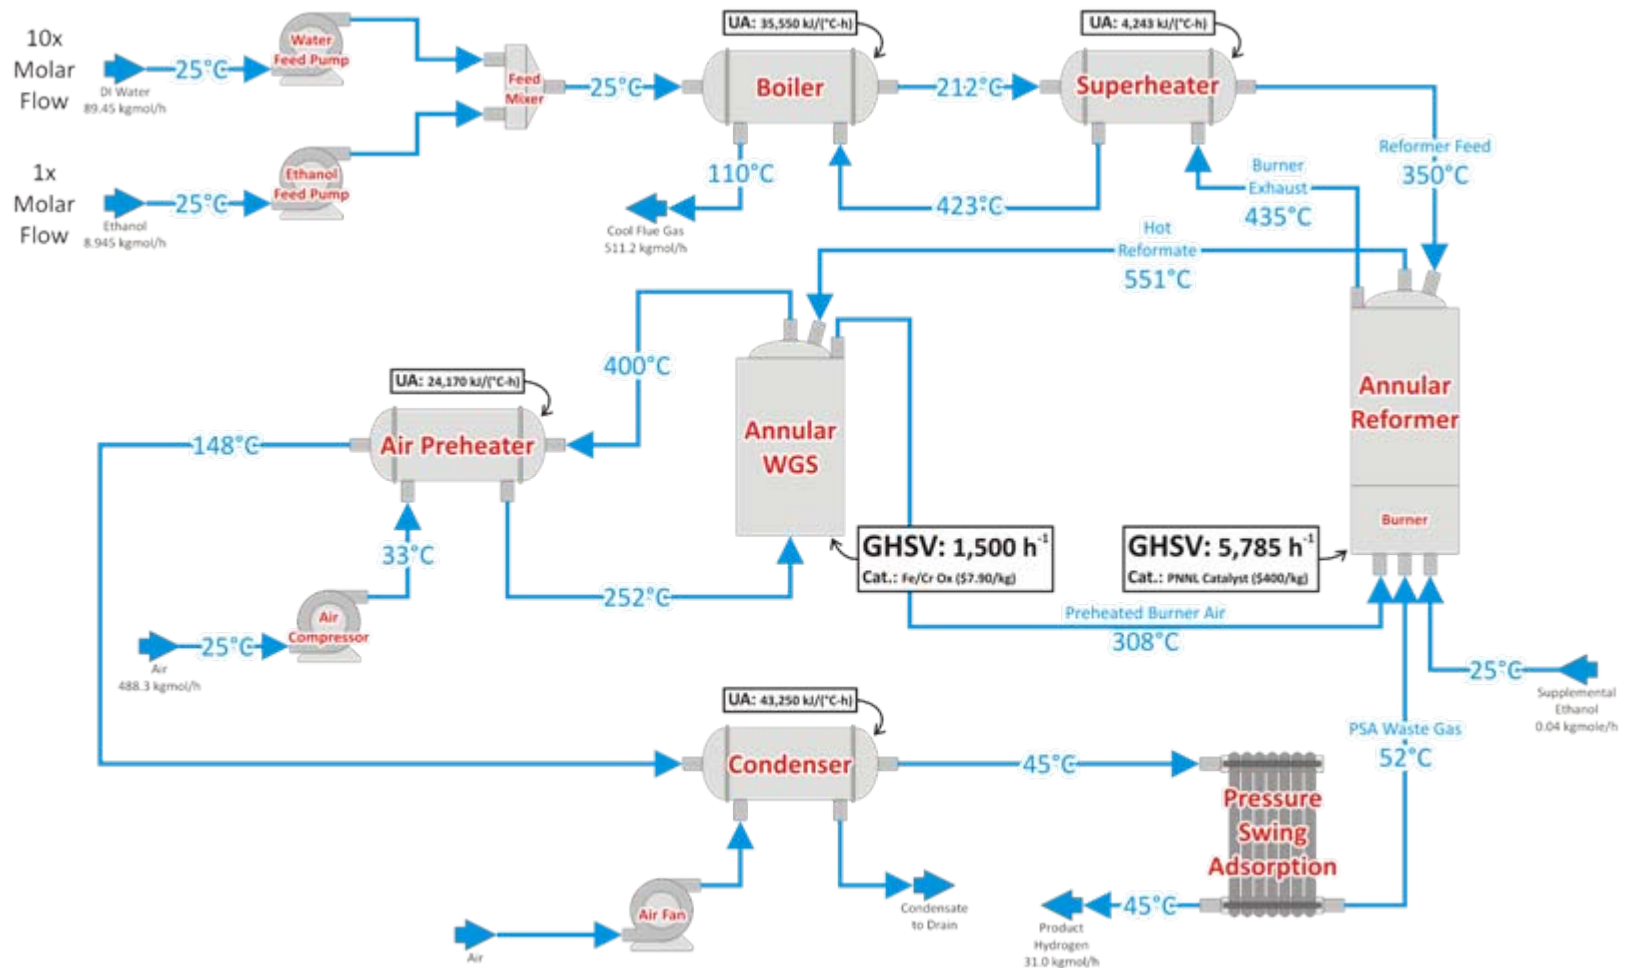 10x
Molar
Flow
DI Water
89.45 kgmol/h
25°C
Water
Feed Pump
1x
Molar
Flow
Ethanol
8.945 kgmol/h
25°C
Ethanol
Feed Pump
Feed
Mixer
25°C
UA: 35,550 kJ/(°C-h)
Boiler
212°C
UA: 4,243 kJ/(°C-h)
Superheater
110°C
Cool Flue Gas
511.2 kgmol/h
423°C
Burner
Exhaust
435°C
Reformer Feed
350°C
Hot
Reformate
551°C
400°C
UA: 24,170 kJ/(°C-h)
Air Preheater
148°C
Annular
WGS
Annular
Reformer
Burner
GHSV: 1,500 h⁻¹
Cat.: Fe/Cr Ox ($7.90/kg)
GHSV: 5,785 h⁻¹
Cat.: PNNL Catalyst ($400/kg)
33°C
252°C
Air
488.3 kgmol/h
25°C
Air
Compressor
Preheated Burner Air
308°C
25°C
Supplemental
Ethanol
0.04 kgmole/h
UA: 43,250 kJ/(°C-h)
Condenser
45°C
PSA Waste Gas
52°C
Pressure
Swing
Adsorption
Air
Air Fan
Condensate
to Drain
45°C
Product
Hydrogen
31.0 kgmol/h